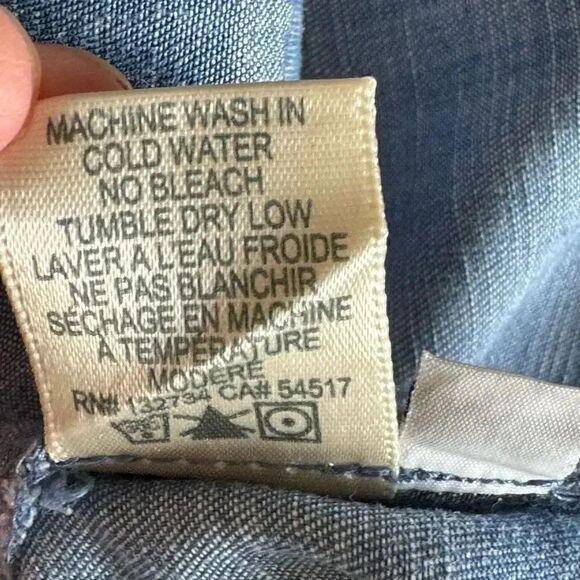 MACHINE WASH IN
COLD WATER
NO BLEACH
TUMBLE DRY LOW
LAVER À L'EAU FROIDE
NE PAS BLANCHIR
SÉCHAGE EN MACHINE
À TEMPÉRATURE
MODÉRÉ
RN# 132734 CA# 54517